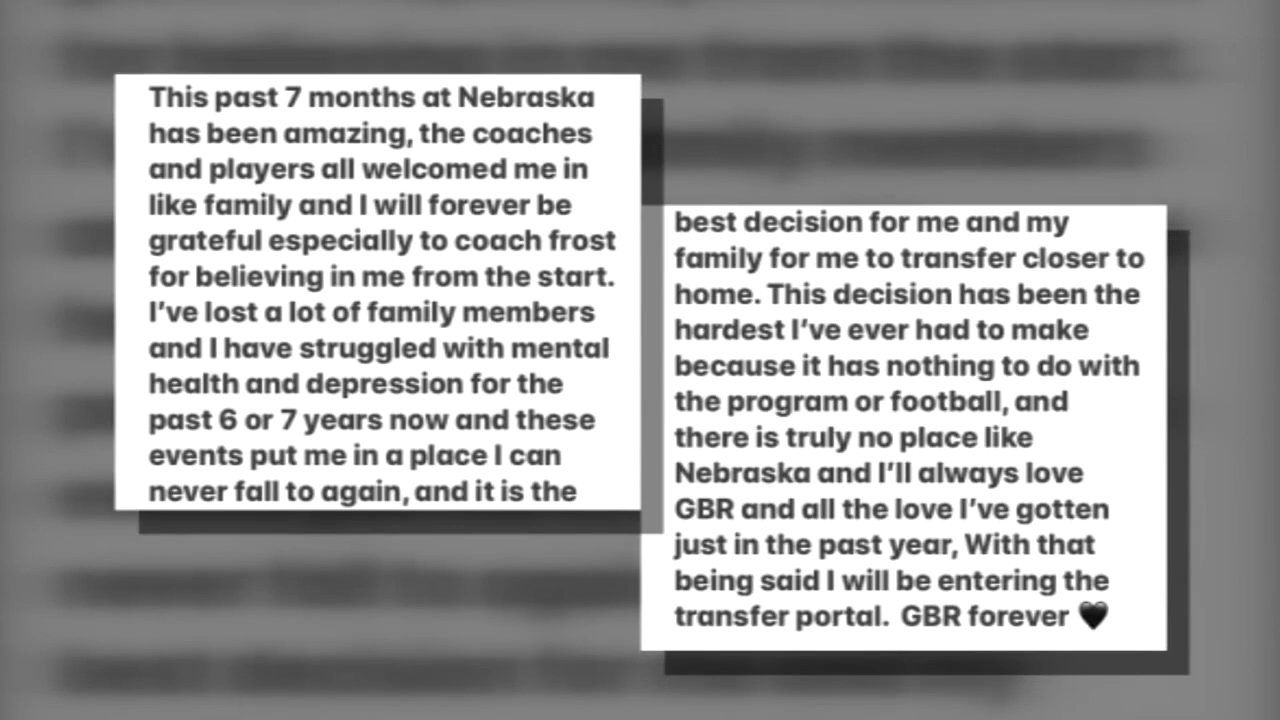 This past 7 months at Nebraska
has been amazing, the coaches
and players all welcomed me in
like family and I will forever be
grateful especially to coach frost
for believing in me from the start.
I’ve lost a lot of family members
and I have struggled with mental
health and depression for the
past 6 or 7 years now and these
events put me in a place I can
never fall to again, and it is the
best decision for me and my
family for me to transfer closer to
home. This decision has been the
hardest I’ve ever had to make
because it has nothing to do with
the program or football, and
there is truly no place like
Nebraska and I’ll always love
GBR and all the love I’ve gotten
just in the past year, With that
being said I will be entering the
transfer portal. GBR forever 🖤